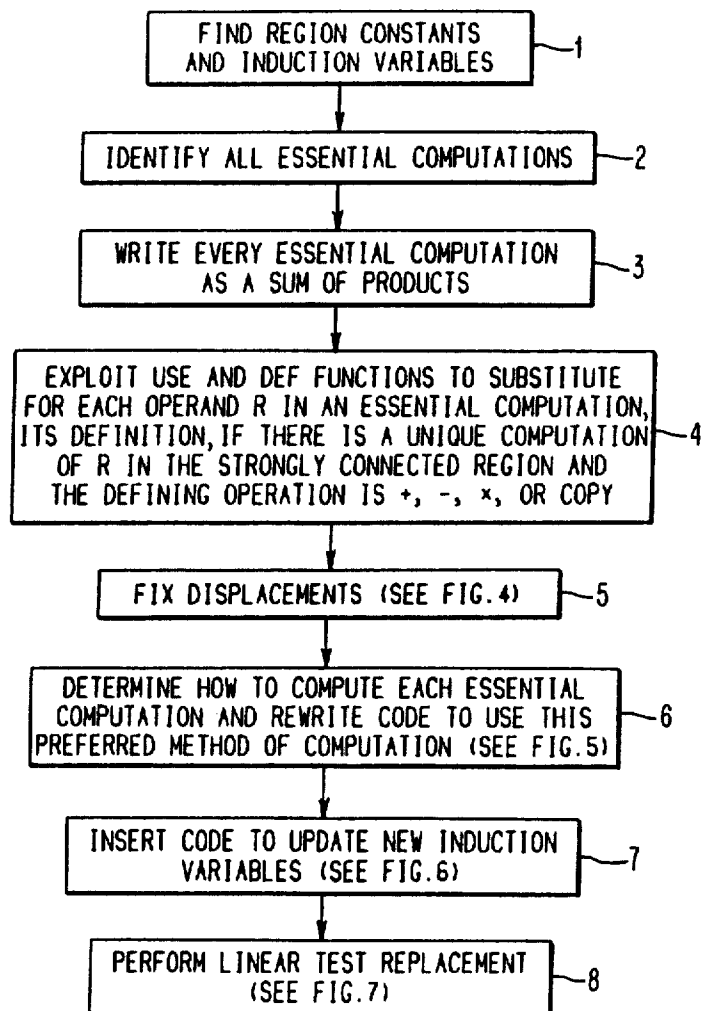 FIND REGION CONSTANTS
AND INDUCTION VARIABLES
1
IDENTIFY ALL ESSENTIAL COMPUTATIONS
2
WRITE EVERY ESSENTIAL COMPUTATION
AS A SUM OF PRODUCTS
3
EXPLOIT USE AND DEF FUNCTIONS TO SUBSTITUTE
FOR EACH OPERAND R IN AN ESSENTIAL COMPUTATION,
ITS DEFINITION, IF THERE IS A UNIQUE COMPUTATION
OF R IN THE STRONGLY CONNECTED REGION AND
THE DEFINING OPERATION IS +, -, ×, OR COPY
4
FIX DISPLACEMENTS (SEE FIG.4)
5
DETERMINE HOW TO COMPUTE EACH ESSENTIAL
COMPUTATION AND REWRITE CODE TO USE THIS
PREFERRED METHOD OF COMPUTATION (SEE FIG.5)
6
INSERT CODE TO UPDATE NEW INDUCTION
VARIABLES (SEE FIG.6)
7
PERFORM LINEAR TEST REPLACEMENT
(SEE FIG.7)
8